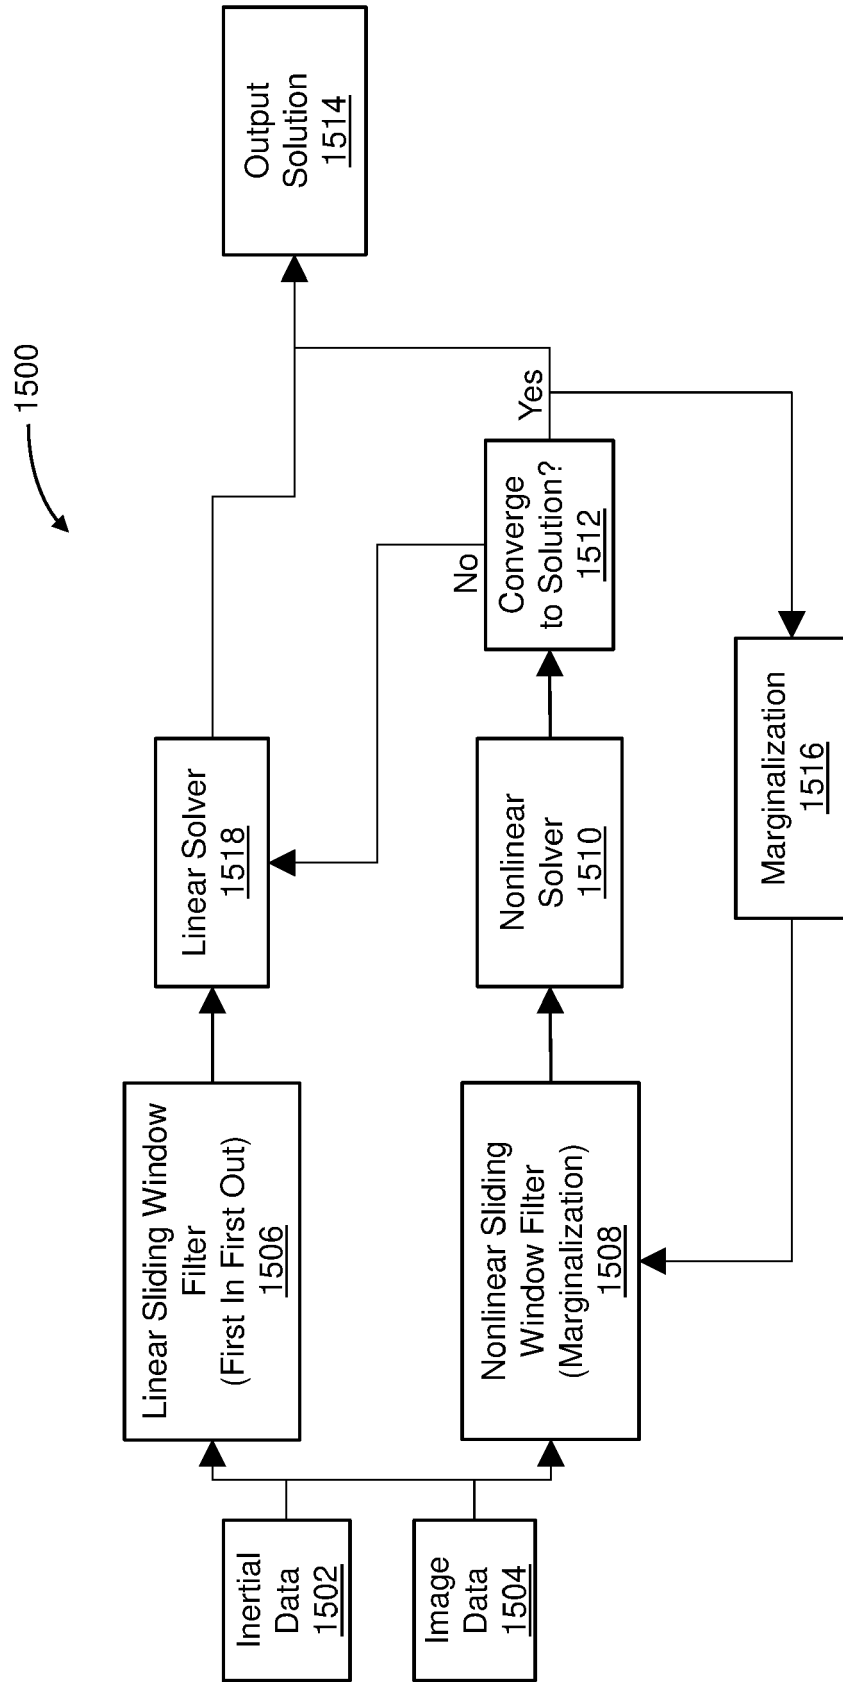 1500
Inertial
Data
1502
Image
Data
1504
Linear Sliding Window
Filter
(First In First Out)
1506
Nonlinear Sliding
Window Filter
(Marginalization)
1508
Linear Solver
1518
Nonlinear
Solver
1510
Converge
to Solution?
1512
No
Yes
Output
Solution
1514
Marginalization
1516